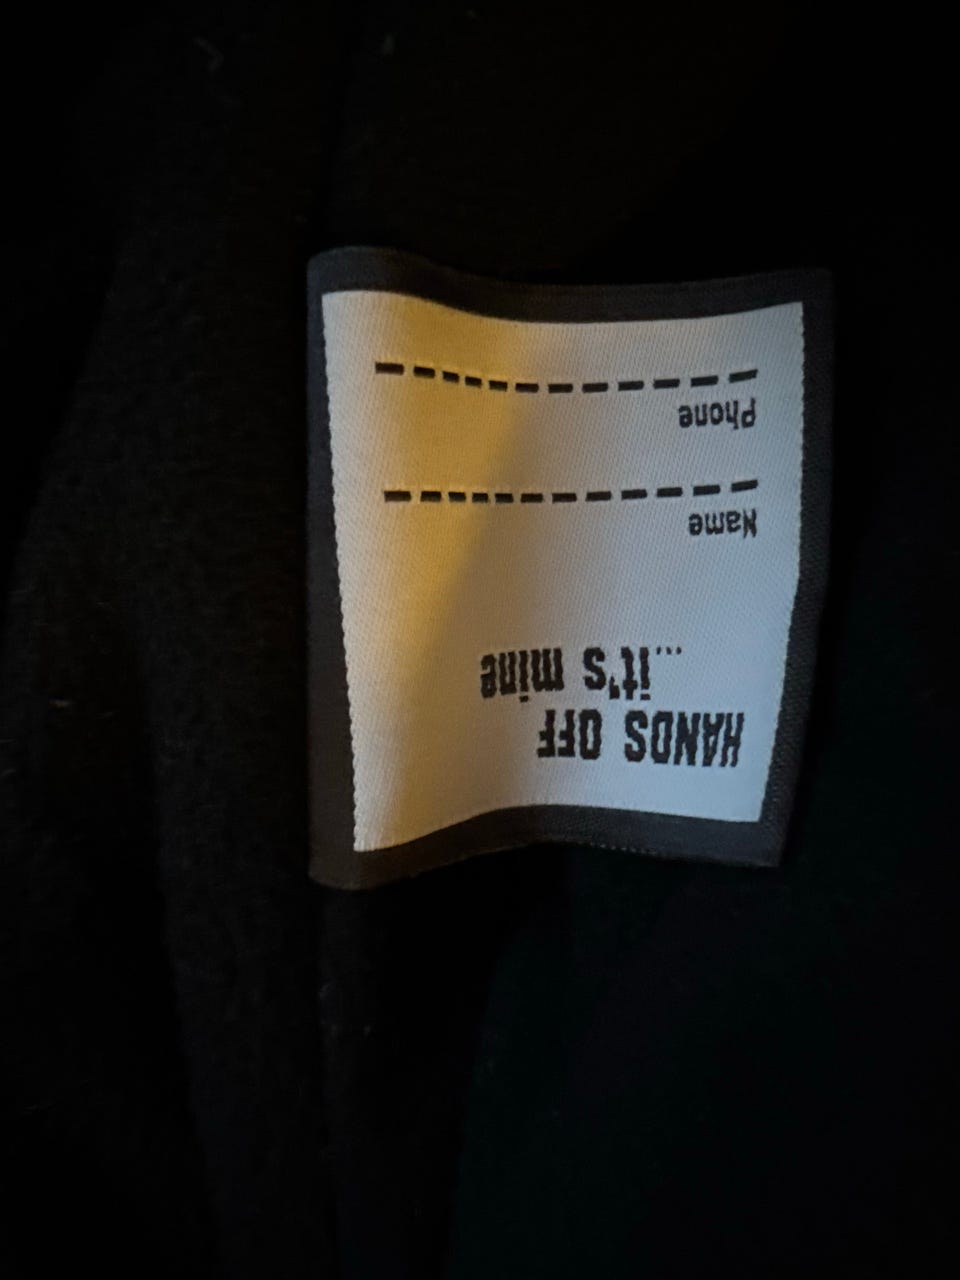 HANDS OFF
...it's mine
Name
Phone